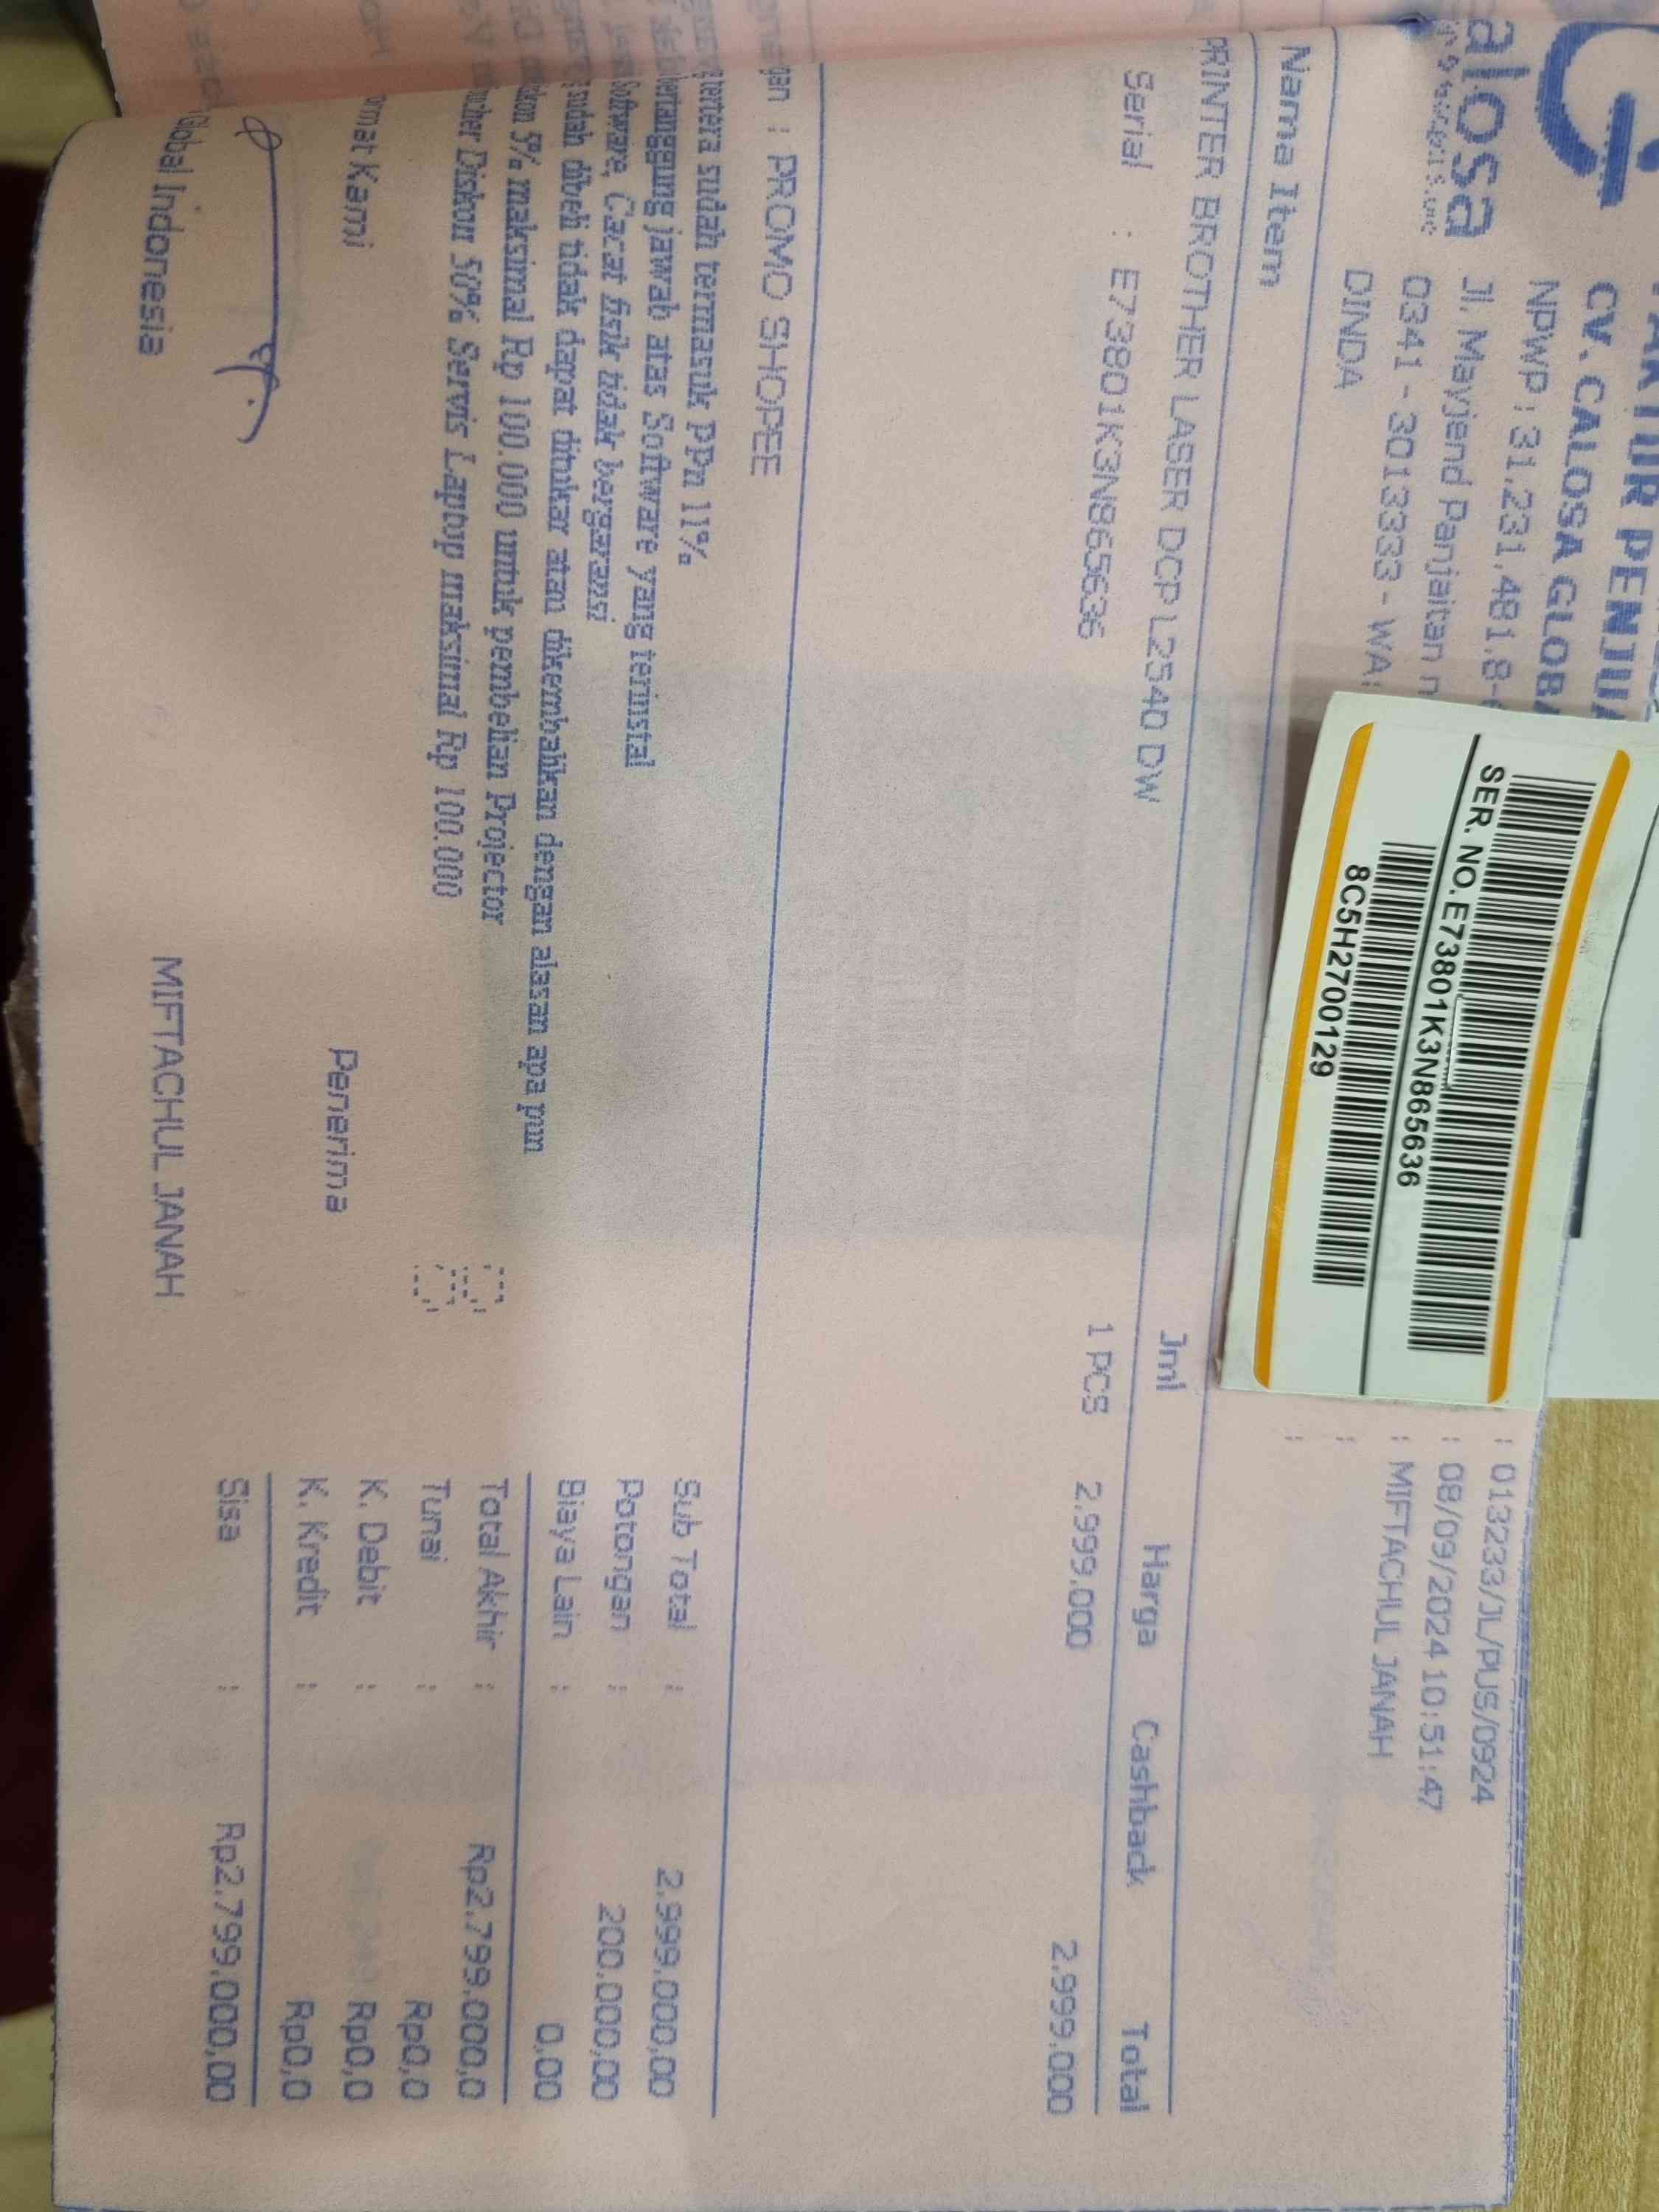 alosa
CV. CALOSA GLOBA
NPWP : 31.231.481.8-
Jl. Mayjend Panjaitan n
0341 - 3013333 - WA:
DINDA
: 013233/JL/PUS/0924
: 08/09/2024 10:51:47
: MIFTACHUL JANAH
:
:
SER. NO. E73801K3N865636
8C5H2700129
Nama Item Jml Harga Cashback Total
PRINTER BROTHER LASER DCP L2540 DW 1 PCS 2.999.000 2.999.000
Serial : E73801K3N865636
gan : PROMO SHOPEE
tertera sudah termasuk PPn 11%
bertanggung jawab atas Software yang terinstal
Software, Cacat fisik tidak bergaransi
sudah dibeli tidak dapat ditukar atau dikembalikan dengan alasan apa pun
5% maksimal Rp 100.000 untuk pembelian Projector
Diskon 50% Servis Laptop maksimal Rp 100.000
Sub Total : 2.999.000,00
Potongan : 200.000,00
Biaya Lain : 0,00
Total Akhir : Rp2.799.000,0
Tunai : Rp0,0
K. Debit : Rp0,0
K. Kredit : Rp0,0
Sisa : Rp2.799.000,00
ormat Kami
Penerima
Global Indonesia
MIFTACHUL JANAH